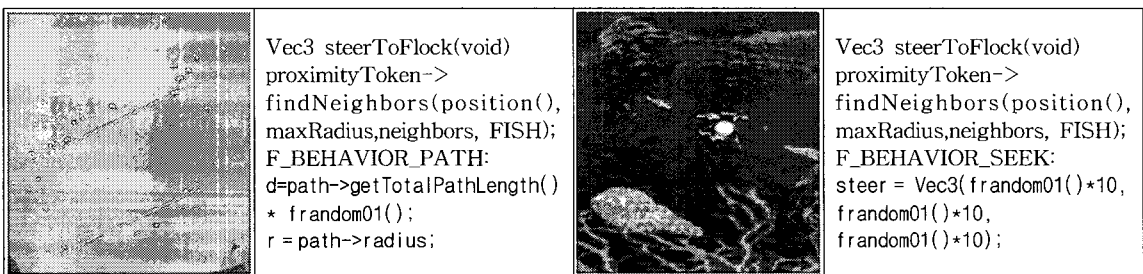 Vec3 steerToFlock(void)
proximityToken->
findNeighbors(position(),
maxRadius,neighbors, FISH);
F_BEHAVIOR_PATH:
d=path->getTotalPathLength()
* frandom01();
r=path->radius;
Vec3 steerToFlock(void)
proximityToken->
findNeighbors(position(),
maxRadius,neighbors, FISH);
F_BEHAVIOR_SEEK:
steer = Vec3(frandom01()*10,
frandom01()*10,
frandom01()*10);